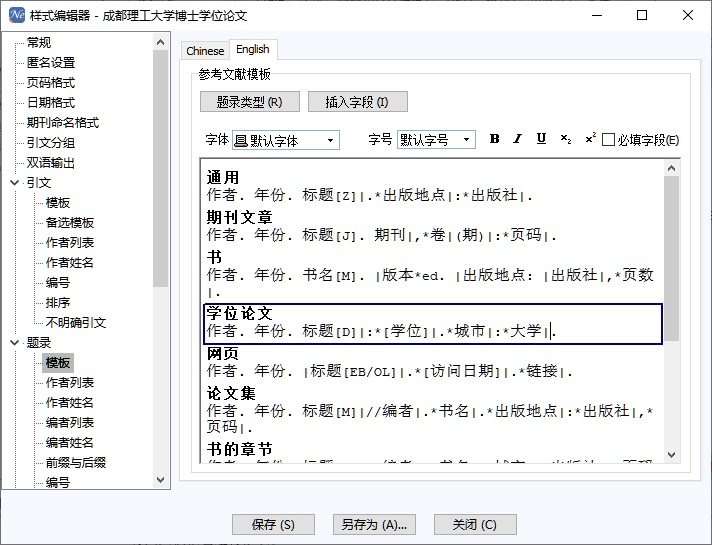 样式编辑器 - 成都理工大学博士学位论文
常规
匿名设置
页码格式
日期格式
期刊命名格式
引文分组
双语输出
引文
模板
备选模板
作者列表
作者姓名
编号
排序
不明确引文
题录
模板
作者列表
作者姓名
编者列表
编者姓名
前缀与后缀
编号
Chinese English
参考文献模板
题录类型 (R) 插入字段 (I)
字体 默认字体 字号 默认字号 B I U x₂ x² 必填字段(E)
通用
作者. 年份. 标题[Z]|.*出版地点|:*出版社|.
期刊文章
作者. 年份. 标题[J]. 期刊|,*卷|(期)|:*页码|.
书
作者. 年份. 书名[M]. |版本*ed. |出版地点: |出版社|,*页数
|.
学位论文
作者. 年份. 标题[D]|:*[学位]|.*城市|:*大学|.
网页
作者. 年份. |标题[EB/OL]|.*[访问日期]|.*链接|.
论文集
作者. 年份. 标题[M]|//编者|.*书名|.*出版地点|:*出版社|,*
页码|.
书的章节
保存 (S) 另存为 (A)... 关闭 (C)